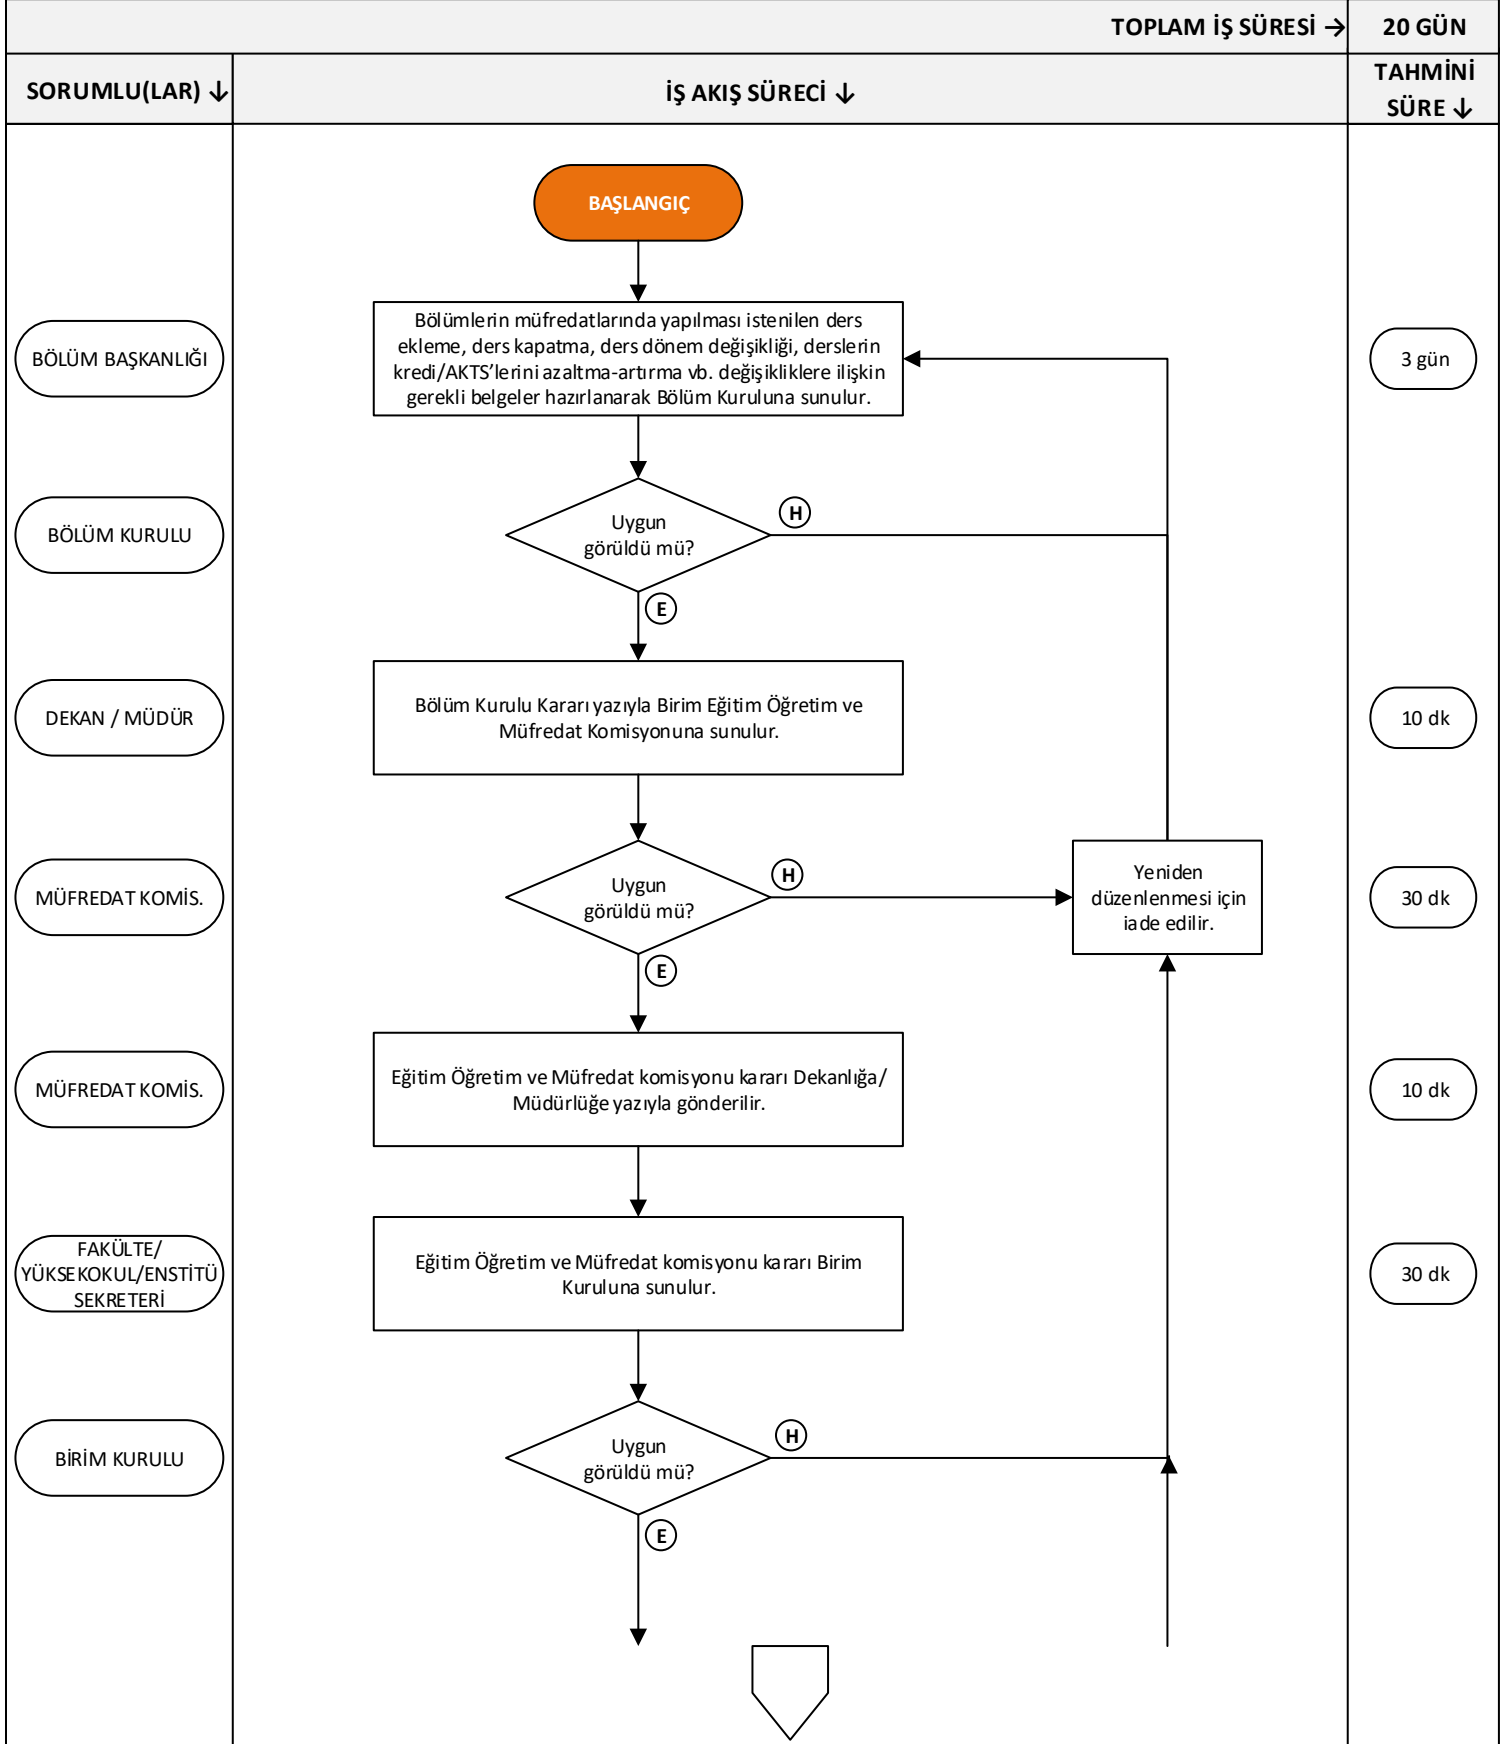 TOPLAM İŞ SÜRESİ → 20 GÜN
SORUMLU(LAR) ↓
İŞ AKIŞ SÜRECİ ↓
TAHMİNİ
SÜRE ↓
BAŞLANGIÇ
BÖLÜM BAŞKANLIĞI
Bölümlerin müfredatlarında yapılması istenilen ders
ekleme, ders kapatma, ders dönem değişikliği, derslerin
kredi/AKTS’lerini azaltma-artırma vb. değişikliklere ilişkin
gerekli belgeler hazırlanarak Bölüm Kuruluna sunulur.
3 gün
BÖLÜM KURULU
Uygun
görüldü mü?
H
E
DEKAN / MÜDÜR
Bölüm Kurulu Kararı yazıyla Birim Eğitim Öğretim ve
Müfredat Komisyonuna sunulur.
10 dk
MÜFREDAT KOMİS.
Uygun
görüldü mü?
H
E
Yeniden
düzenlenmesi için
iade edilir.
30 dk
MÜFREDAT KOMİS.
Eğitim Öğretim ve Müfredat komisyonu kararı Dekanlığa/
Müdürlüğe yazıyla gönderilir.
10 dk
FAKÜLTE/
YÜKSEKOKUL/ENSTİTÜ
SEKRETERİ
Eğitim Öğretim ve Müfredat komisyonu kararı Birim
Kuruluna sunulur.
30 dk
BİRİM KURULU
Uygun
görüldü mü?
H
E